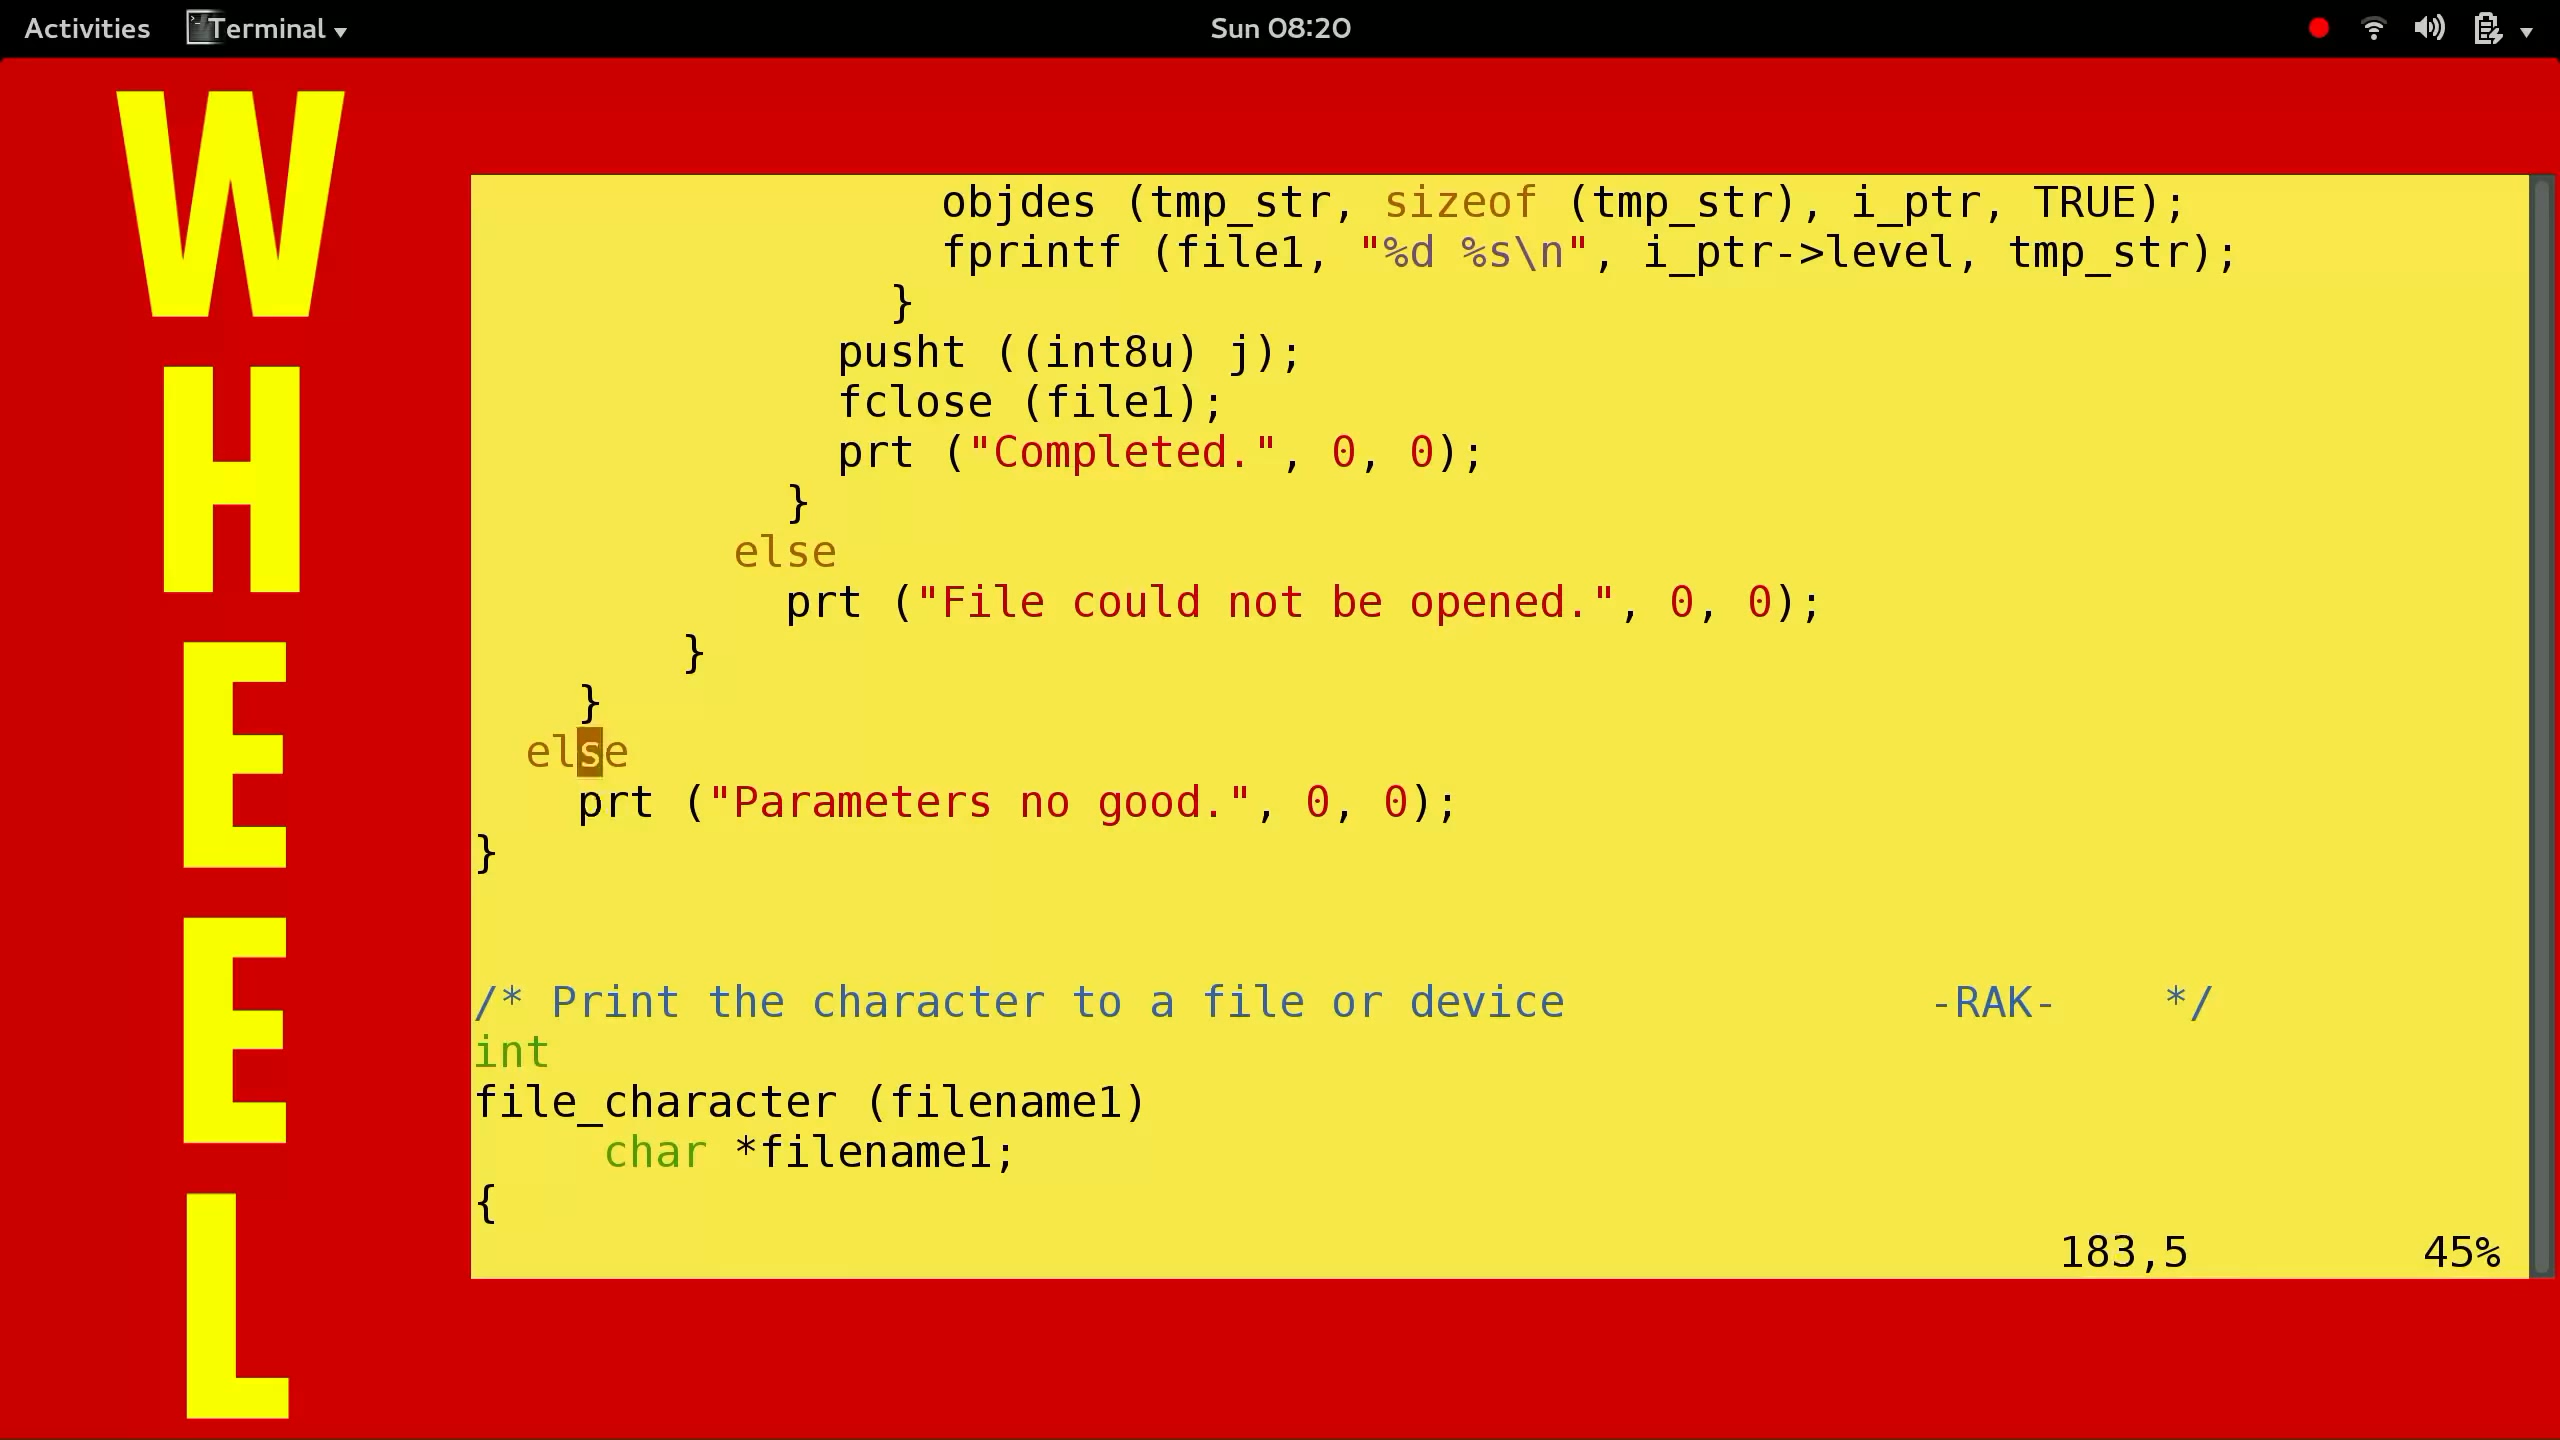 Activities Terminal Sun 08:20
WHEEL
objdes (tmp_str, sizeof (tmp_str), i_ptr, TRUE);
fprintf (file1, "%d %s\n", i_ptr->level, tmp_str);
}
pusht ((int8u) j);
fclose (file1);
prt ("Completed.", 0, 0);
}
else
prt ("File could not be opened.", 0, 0);
}
}
else
prt ("Parameters no good.", 0, 0);
}
/* Print the character to a file or device -RAK- */
int
file_character (filename1)
char *filename1;
{
183,5 45%